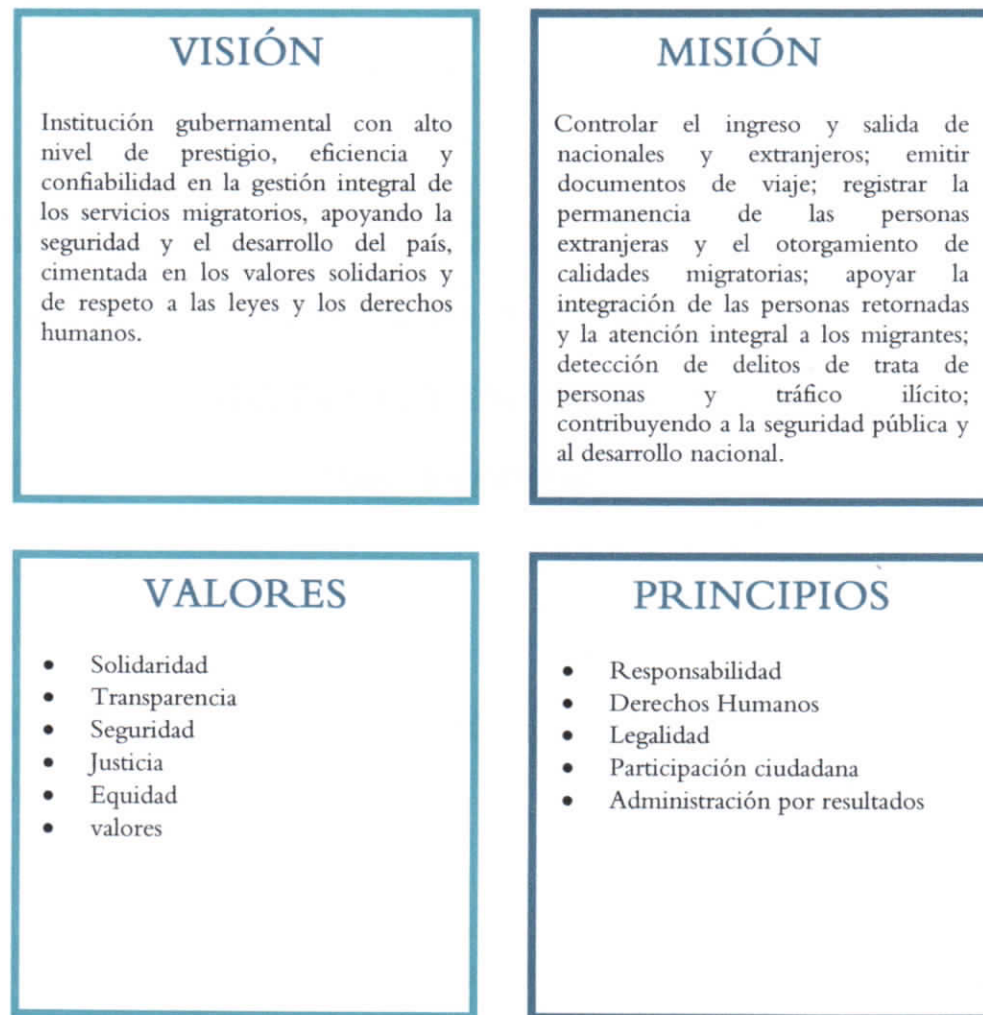 VISIÓN
Institución gubernamental con alto
nivel de prestigio, eficiencia y
confiabilidad en la gestión integral de
los servicios migratorios, apoyando la
seguridad y el desarrollo del país,
cimentada en los valores solidarios y
de respeto a las leyes y los derechos
humanos.
MISIÓN
Controlar el ingreso y salida de
nacionales y extranjeros; emitir
documentos de viaje; registrar la
permanencia de las personas
extranjeras y el otorgamiento de
calidades migratorias; apoyar la
integración de las personas retornadas
y la atención integral a los migrantes;
detección de delitos de trata de
personas y tráfico ilícito;
contribuyendo a la seguridad pública y
al desarrollo nacional.
VALORES
• Solidaridad
• Transparencia
• Seguridad
• Justicia
• Equidad
• valores
PRINCIPIOS
• Responsabilidad
• Derechos Humanos
• Legalidad
• Participación ciudadana
• Administración por resultados